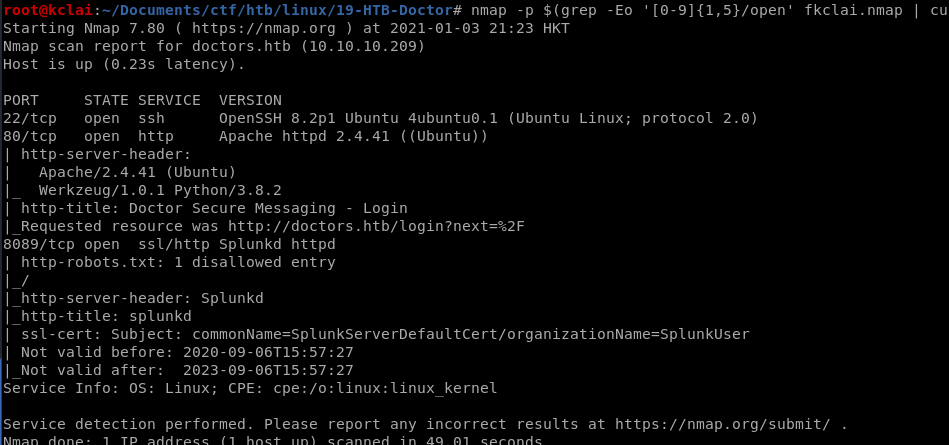 root@kclai:~/Documents/ctf/htb/linux/19-HTB-Doctor# nmap -p $(grep -Eo '[0-9]{1,5}/open' fkclai.nmap | cu
Starting Nmap 7.80 ( https://nmap.org ) at 2021-01-03 21:23 HKT
Nmap scan report for doctors.htb (10.10.10.209)
Host is up (0.23s latency).

PORT     STATE SERVICE  VERSION
22/tcp   open  ssh      OpenSSH 8.2p1 Ubuntu 4ubuntu0.1 (Ubuntu Linux; protocol 2.0)
80/tcp   open  http     Apache httpd 2.4.41 ((Ubuntu))
| http-server-header:
|   Apache/2.4.41 (Ubuntu)
|_  Werkzeug/1.0.1 Python/3.8.2
| http-title: Doctor Secure Messaging - Login
|_Requested resource was http://doctors.htb/login?next=%2F
8089/tcp open  ssl/http Splunkd httpd
| http-robots.txt: 1 disallowed entry
|_/
|_http-server-header: Splunkd
|_http-title: splunkd
| ssl-cert: Subject: commonName=SplunkServerDefaultCert/organizationName=SplunkUser
| Not valid before: 2020-09-06T15:57:27
|_Not valid after:  2023-09-06T15:57:27
Service Info: OS: Linux; CPE: cpe:/o:linux:linux_kernel

Service detection performed. Please report any incorrect results at https://nmap.org/submit/ .
Nmap done: 1 IP address (1 host up) scanned in 49.01 seconds